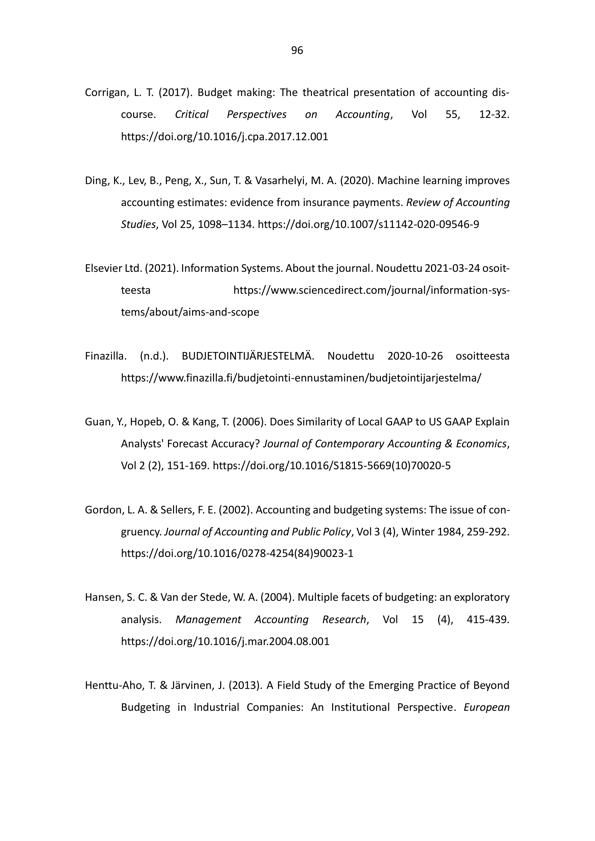 96
Corrigan, L. T. (2017). Budget making: The theatrical presentation of accounting dis-
course. Critical Perspectives on Accounting, Vol 55, 12-32.
https://doi.org/10.1016/j.cpa.2017.12.001
Ding, K., Lev, B., Peng, X., Sun, T. & Vasarhelyi, M. A. (2020). Machine learning improves
accounting estimates: evidence from insurance payments. Review of Accounting
Studies, Vol 25, 1098–1134. https://doi.org/10.1007/s11142-020-09546-9
Elsevier Ltd. (2021). Information Systems. About the journal. Noudettu 2021-03-24 osoit-
teesta https://www.sciencedirect.com/journal/information-sys-
tems/about/aims-and-scope
Finazilla. (n.d.). BUDJETOINTIJÄRJESTELMÄ. Noudettu 2020-10-26 osoitteesta
https://www.finazilla.fi/budjetointi-ennustaminen/budjetointijarjestelma/
Guan, Y., Hopeb, O. & Kang, T. (2006). Does Similarity of Local GAAP to US GAAP Explain
Analysts' Forecast Accuracy? Journal of Contemporary Accounting & Economics,
Vol 2 (2), 151-169. https://doi.org/10.1016/S1815-5669(10)70020-5
Gordon, L. A. & Sellers, F. E. (2002). Accounting and budgeting systems: The issue of con-
gruency. Journal of Accounting and Public Policy, Vol 3 (4), Winter 1984, 259-292.
https://doi.org/10.1016/0278-4254(84)90023-1
Hansen, S. C. & Van der Stede, W. A. (2004). Multiple facets of budgeting: an exploratory
analysis. Management Accounting Research, Vol 15 (4), 415-439.
https://doi.org/10.1016/j.mar.2004.08.001
Henttu-Aho, T. & Järvinen, J. (2013). A Field Study of the Emerging Practice of Beyond
Budgeting in Industrial Companies: An Institutional Perspective. European